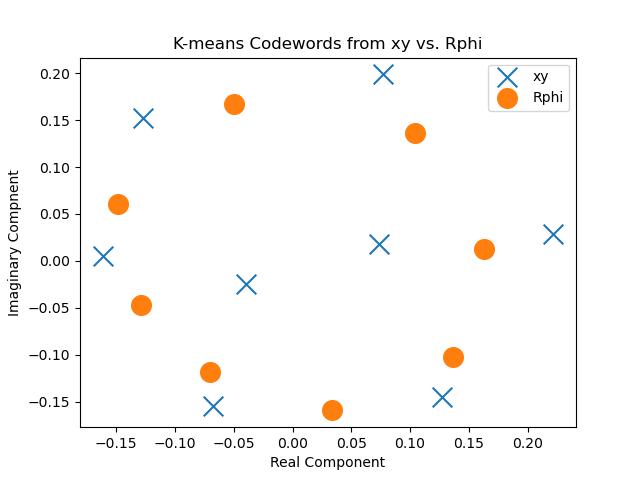 K-means Codewords from xy vs. Rphi
xy
Rphi
0.20
0.15
0.10
0.05
0.00
−0.05
−0.10
−0.15
Imaginary Compnent
−0.15 −0.10 −0.05 0.00 0.05 0.10 0.15 0.20
Real Component